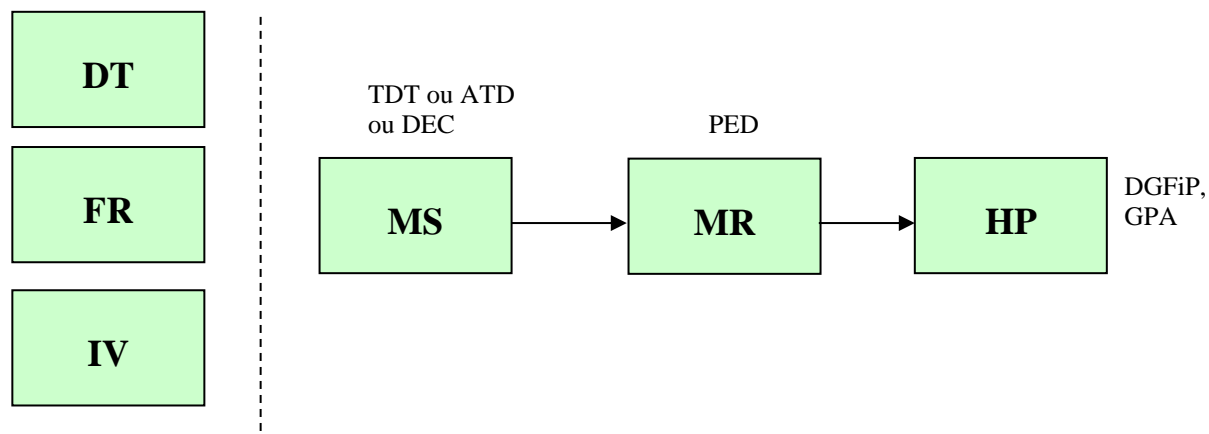 DT
FR
IV
TDT ou ATD
ou DEC
MS
PED
MR
HP
DGFiP,
GPA